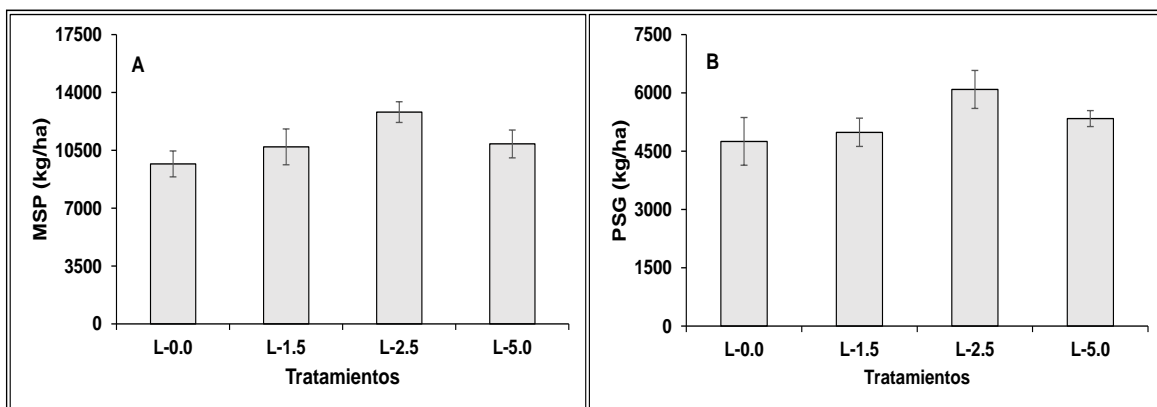 A
MSP (kg/ha)
17500
14000
10500
7000
3500
0
L-0.0 L-1.5 L-2.5 L-5.0
Tratamientos
B
PSG (kg/ha)
7500
6000
4500
3000
1500
0
L-0.0 L-1.5 L-2.5 L-5.0
Tratamientos